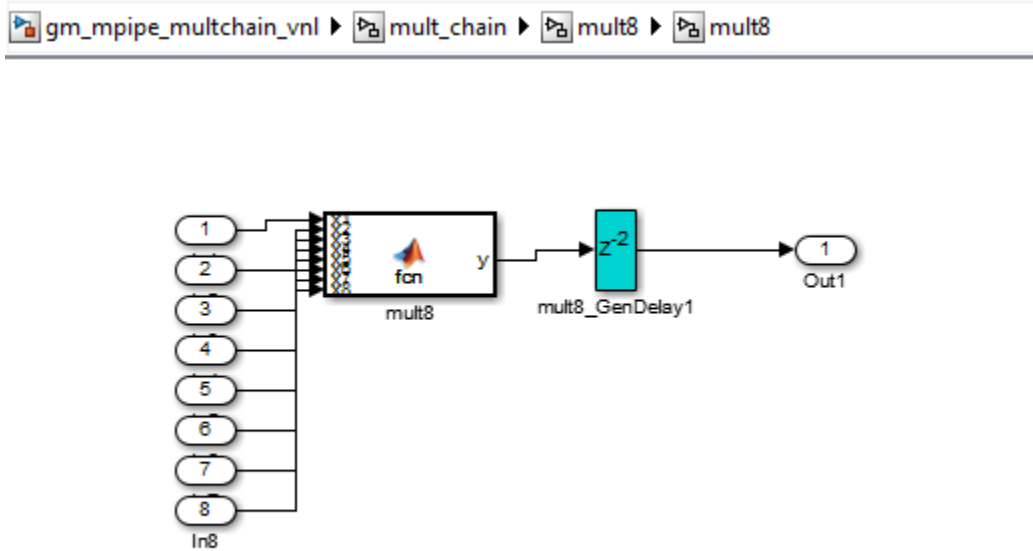 gm_mpipe_multchain_vnl ▶ mult_chain ▶ mult8 ▶ mult8
1
2
3
4
5
6
7
8
In8
fcn
y
mult8
z-2
mult8_GenDelay1
1
Out1